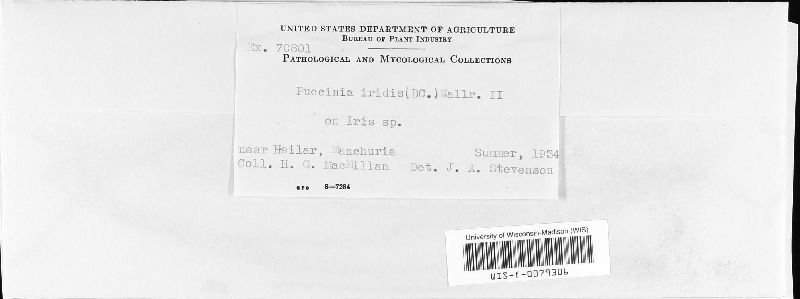 UNITED STATES DEPARTMENT OF AGRICULTURE
BUREAU OF PLANT INDUSTRY
Ex. 70801
PATHOLOGICAL AND MYCOLOGICAL COLLECTIONS
Puccinia iridis(DC.)Wallr. II
on Iris sp.
near Hailar, Manchuria Summer, 1934
Coll. H. G. MacMillan Det. J. A. Stevenson
GPO 8—7284
University of Wisconsin-Madison (WIS)
WIS-f-0079306